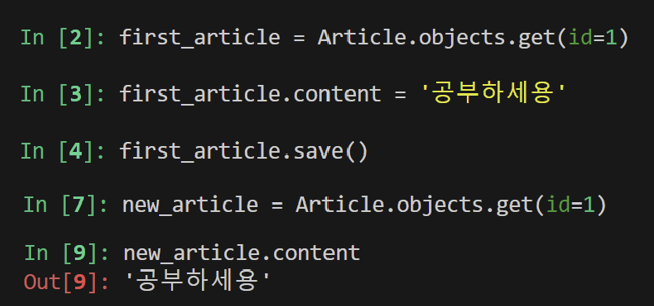 In [2]: first_article = Article.objects.get(id=1)
In [3]: first_article.content = '공부하세용'
In [4]: first_article.save()
In [7]: new_article = Article.objects.get(id=1)
In [9]: new_article.content
Out[9]: '공부하세용'